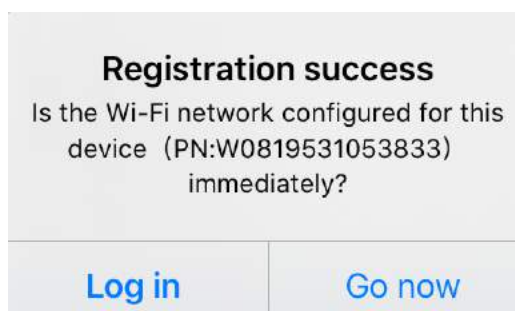 Registration success
Is the Wi-Fi network configured for this
device (PN:W0819531053833)
immediately?
Log in
Go now